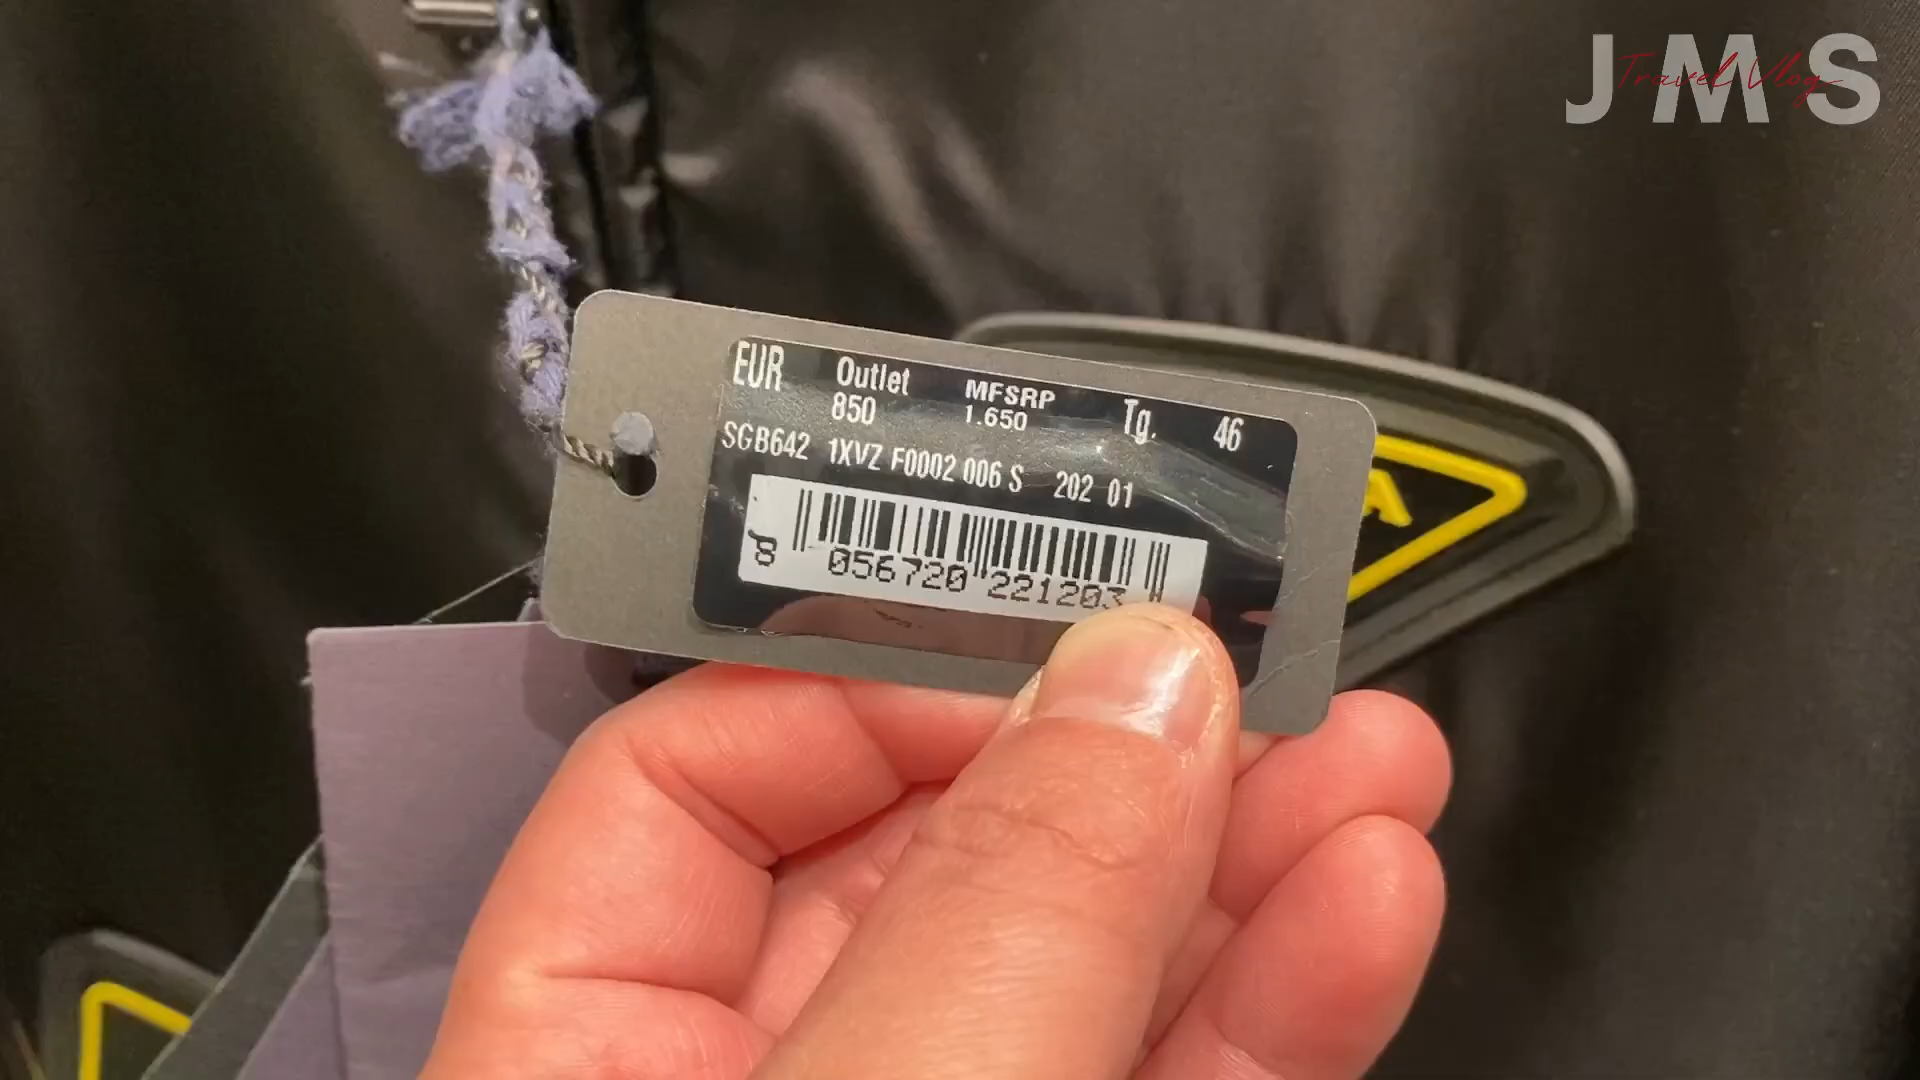 JMS
Travel Vlog
EUR Outlet MFSRP Tg. 46
850 1.650
SGB642 1XVZ F0002 006 S 202 01
8 056720 221203
A